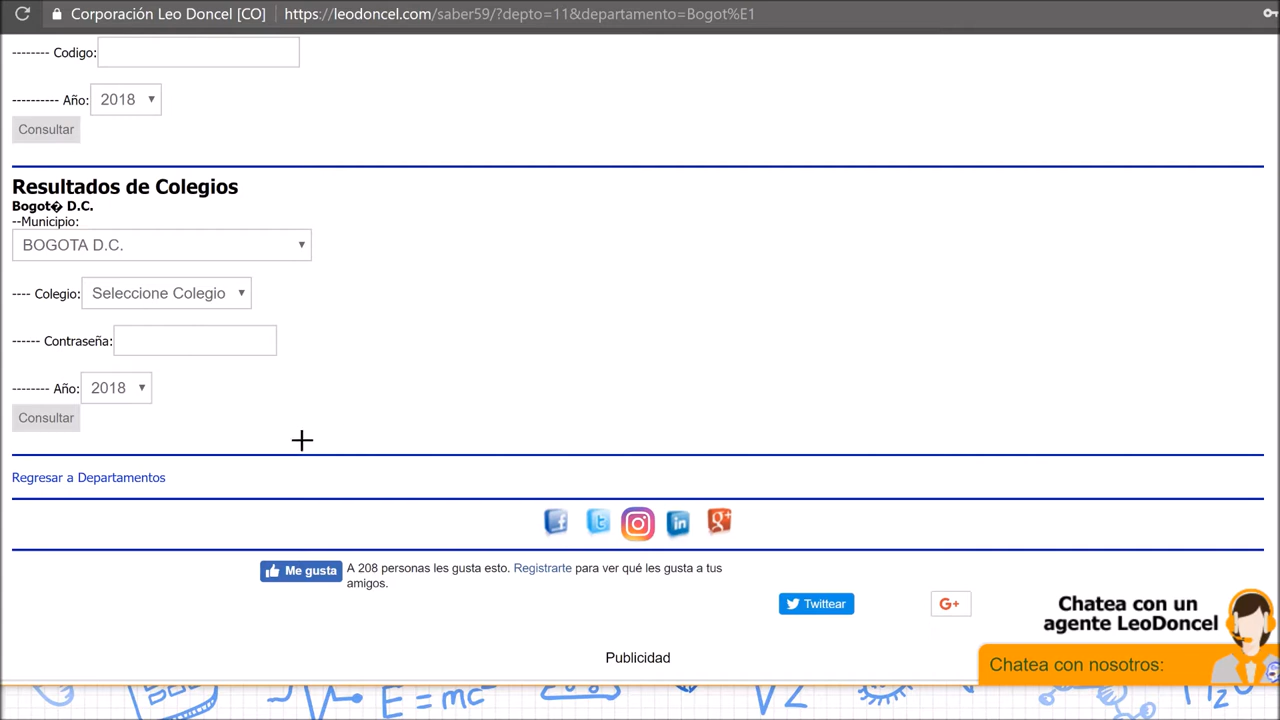 Corporación Leo Doncel [CO]
https://leodoncel.com/saber59/?depto=11&departamento=Bogot%E1
-------- Codigo:
---------- Año: 2018
Consultar
Resultados de Colegios
Bogot� D.C.
--Municipio:
BOGOTA D.C.
---- Colegio: Seleccione Colegio
------ Contraseña:
-------- Año: 2018
Consultar
Regresar a Departamentos
Me gusta
A 208 personas les gusta esto. Registrarte para ver qué les gusta a tus
amigos.
Twittear
G+
Chatea con un
agente LeoDoncel
Publicidad
Chatea con nosotros:
E=mc²
√2